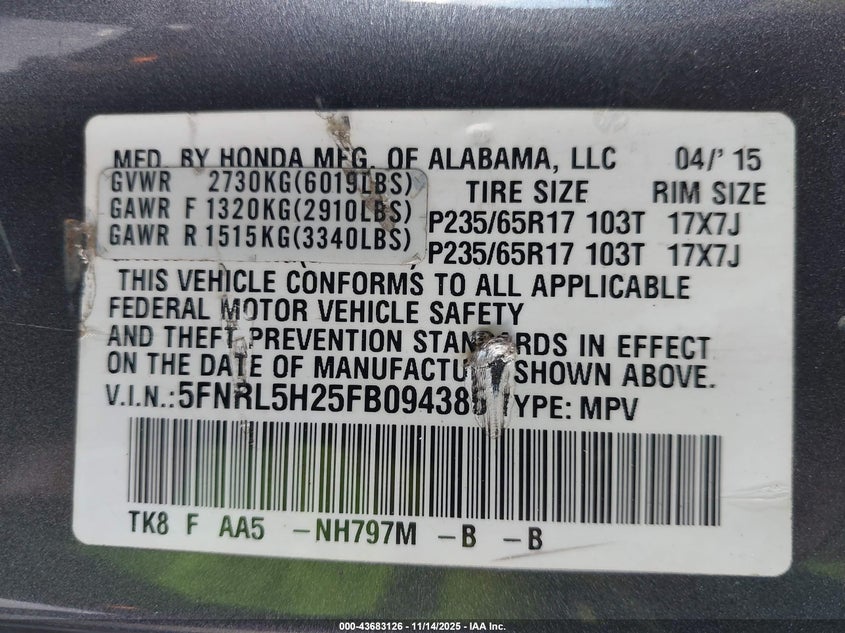 MFD. BY HONDA MFG. OF ALABAMA, LLC 04/' 15
GVWR 2730KG(6019LBS) TIRE SIZE RIM SIZE
GAWR F 1320KG(2910LBS) P235/65R17 103T 17X7J
GAWR R 1515KG(3340LBS) P235/65R17 103T 17X7J
THIS VEHICLE CONFORMS TO ALL APPLICABLE
FEDERAL MOTOR VEHICLE SAFETY
AND THEFT PREVENTION STANDARDS IN EFFECT
ON THE DATE OF MANUFACTURE SHOWN ABOVE.
V.I.N.: 5FNRL5H25FB09438 TYPE: MPV
TK8 F AA5 -NH797M -B -B
000-43683126 - 11/14/2025 - IAA Inc.